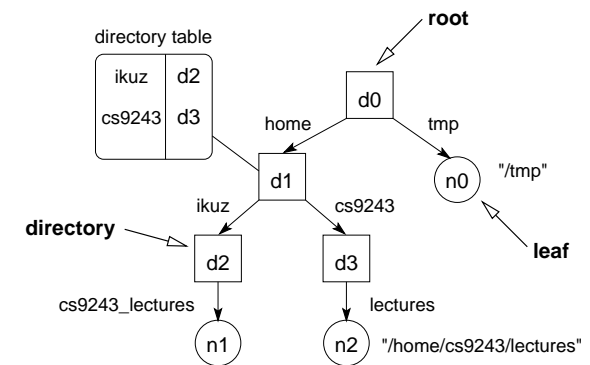 root
directory table
ikuz d2
cs9243 d3
d0
home tmp
d1
n0 "/tmp"
ikuz cs9243
directory
leaf
d2 d3
cs9243_lectures lectures
n1 n2 "/home/cs9243/lectures"